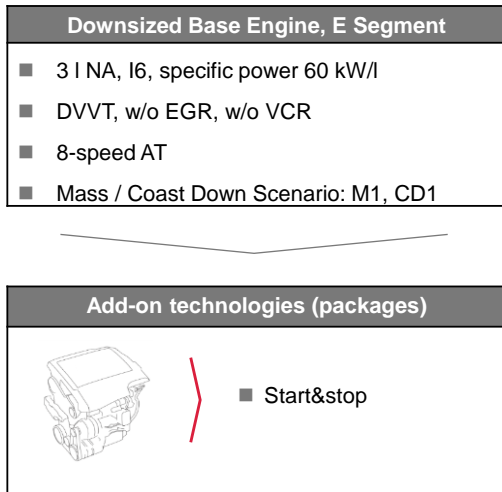 Downsized Base Engine, E Segment
3 l NA, I6, specific power 60 kW/l
DVVT, w/o EGR, w/o VCR
8-speed AT
Mass / Coast Down Scenario: M1, CD1
Add-on technologies (packages)
Start&stop